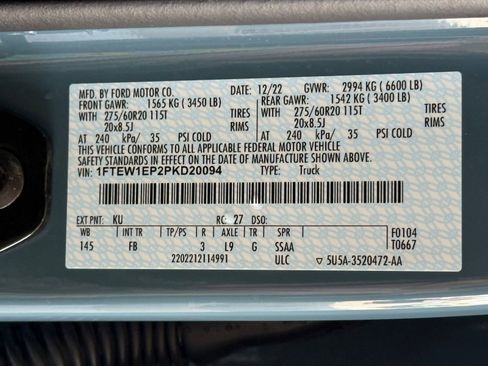 MFD. BY FORD MOTOR CO. 12/22 GVWR: 2994 KG ( 6600 LB)
FRONT GAWR: 1565 KG ( 3450 LB) REAR GAWR: 1542 KG ( 3400 LB)
WITH 275/60R20 115T TIRES WITH 275/60R20 115T TIRES
20x8.5J RIMS 20x8.5J RIMS
AT 240 kPa/ 35 PSI COLD AT 240 kPa/ 35 PSI COLD
THIS VEHICLE CONFORMS TO ALL APPLICABLE FEDERAL MOTOR VEHICLE SAFETY
AND THEFT PREVENTION STANDARDS IN EFFECT ON THE DATE OF MANUFACTURE SHOWN ABOVE.
VIN: 1FTEW1EP2PKD20094 TYPE: Truck
EXT PNT: KU RC: 27 DSO:
WB INT TR TP/PS R AXLE TR SPR F0104
145 FB 3 L9 G SSAA T0667
2202212114991 ULC ▽ 5U5A-3520472-AA